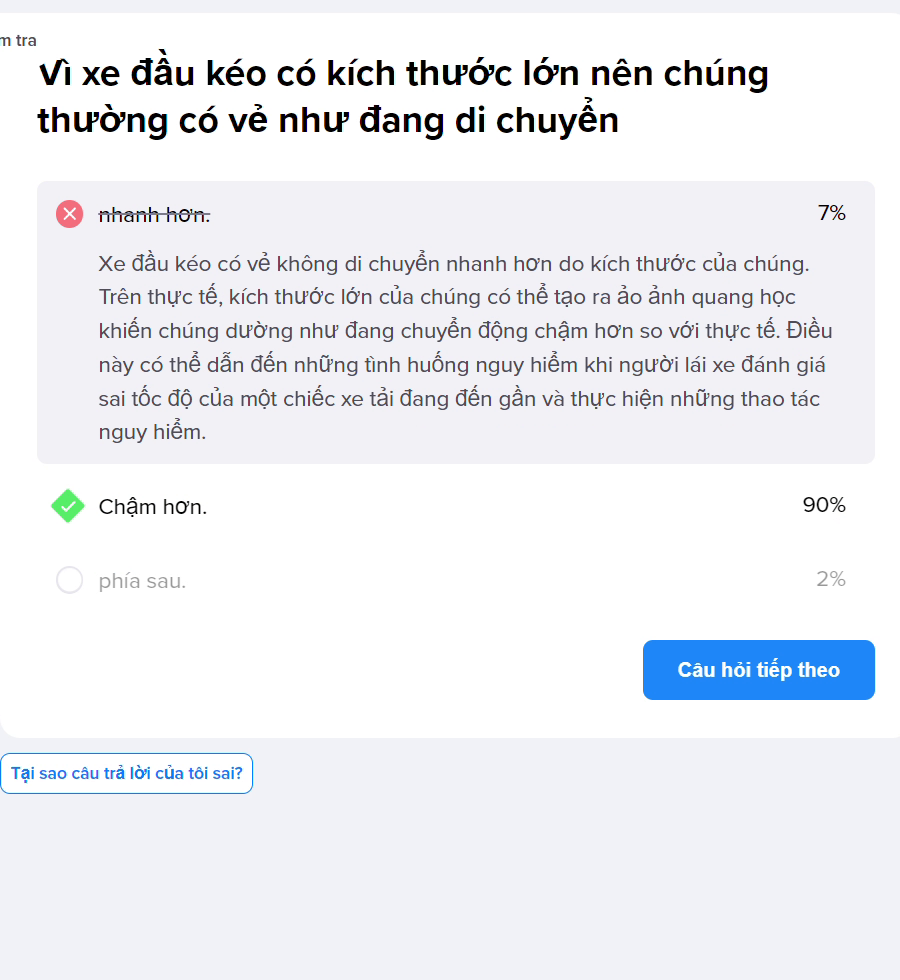 m tra
Vì xe đầu kéo có kích thước lớn nên chúng
thường có vẻ như đang di chuyển
nhanh hơn.
7%
Xe đầu kéo có vẻ không di chuyển nhanh hơn do kích thước của chúng.
Trên thực tế, kích thước lớn của chúng có thể tạo ra ảo ảnh quang học
khiến chúng dường như đang chuyển động chậm hơn so với thực tế. Điều
này có thể dẫn đến những tình huống nguy hiểm khi người lái xe đánh giá
sai tốc độ của một chiếc xe tải đang đến gần và thực hiện những thao tác
nguy hiểm.
Chậm hơn.
90%
phía sau.
2%
Câu hỏi tiếp theo
Tại sao câu trả lời của tôi sai?